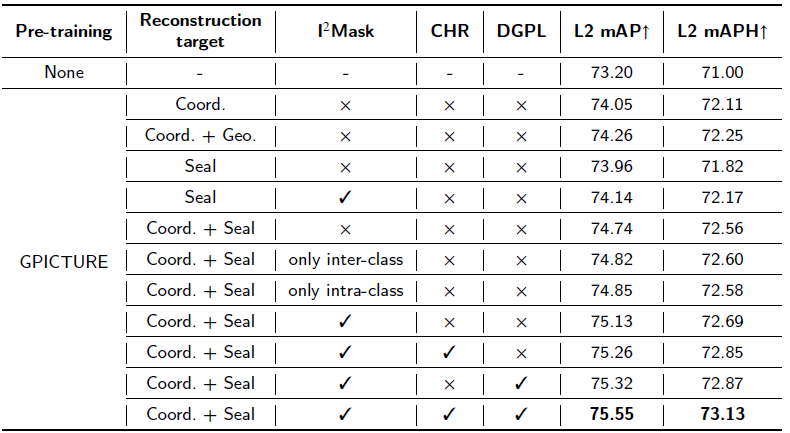 Pre-training Reconstruction target I²Mask CHR DGPL L2 mAP↑ L2 mAPH↑
None - - - - 73.20 71.00
GPICTURE
Coord. × × × 74.05 72.11
Coord. + Geo. × × × 74.26 72.25
Seal × × × 73.96 71.82
Seal ✓ × × 74.14 72.17
Coord. + Seal × × × 74.74 72.56
Coord. + Seal only inter-class × × 74.82 72.60
Coord. + Seal only intra-class × × 74.85 72.58
Coord. + Seal ✓ × × 75.13 72.69
Coord. + Seal ✓ ✓ × 75.26 72.85
Coord. + Seal ✓ × ✓ 75.32 72.87
Coord. + Seal ✓ ✓ ✓ 75.55 73.13